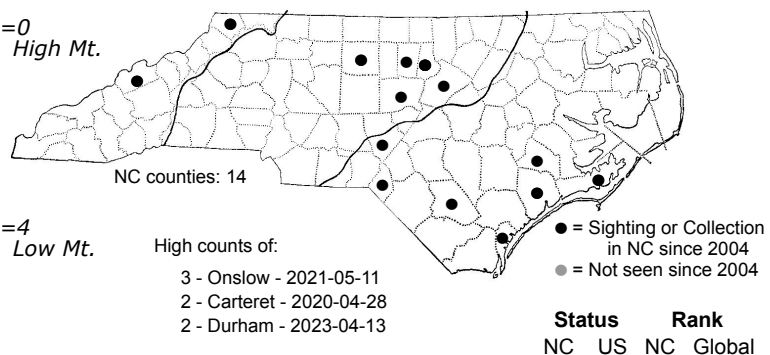 =0
High Mt.
NC counties: 14
=4
Low Mt.
High counts of:
3 - Onslow - 2021-05-11
2 - Carteret - 2020-04-28
2 - Durham - 2023-04-13
= Sighting or Collection
in NC since 2004
= Not seen since 2004
Status Rank
NC US NC Global